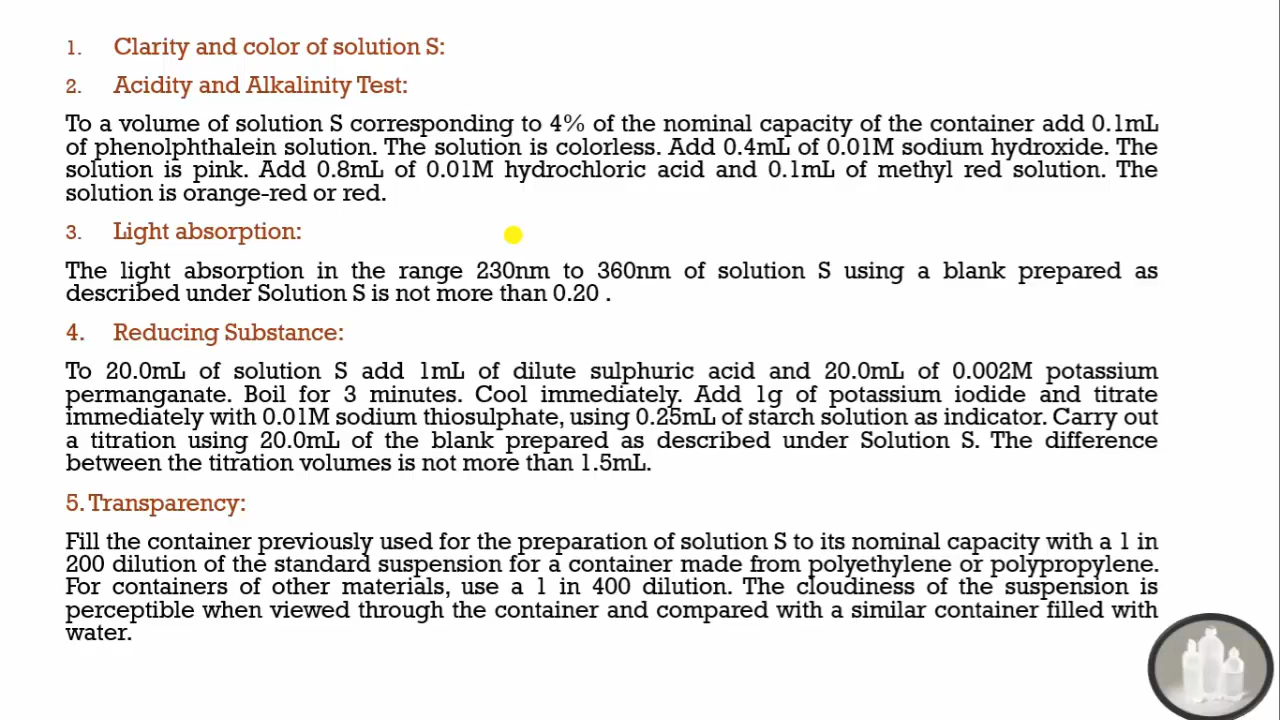 1. Clarity and color of solution S:
2. Acidity and Alkalinity Test:
To a volume of solution S corresponding to 4% of the nominal capacity of the container add 0.1mL
of phenolphthalein solution. The solution is colorless. Add 0.4mL of 0.01M sodium hydroxide. The
solution is pink. Add 0.8mL of 0.01M hydrochloric acid and 0.1mL of methyl red solution. The
solution is orange-red or red.
3. Light absorption:
The light absorption in the range 230nm to 360nm of solution S using a blank prepared as
described under Solution S is not more than 0.20 .
4. Reducing Substance:
To 20.0mL of solution S add 1mL of dilute sulphuric acid and 20.0mL of 0.002M potassium
permanganate. Boil for 3 minutes. Cool immediately. Add 1g of potassium iodide and titrate
immediately with 0.01M sodium thiosulphate, using 0.25mL of starch solution as indicator. Carry out
a titration using 20.0mL of the blank prepared as described under Solution S. The difference
between the titration volumes is not more than 1.5mL.
5. Transparency:
Fill the container previously used for the preparation of solution S to its nominal capacity with a 1 in
200 dilution of the standard suspension for a container made from polyethylene or polypropylene.
For containers of other materials, use a 1 in 400 dilution. The cloudiness of the suspension is
perceptible when viewed through the container and compared with a similar container filled with
water.